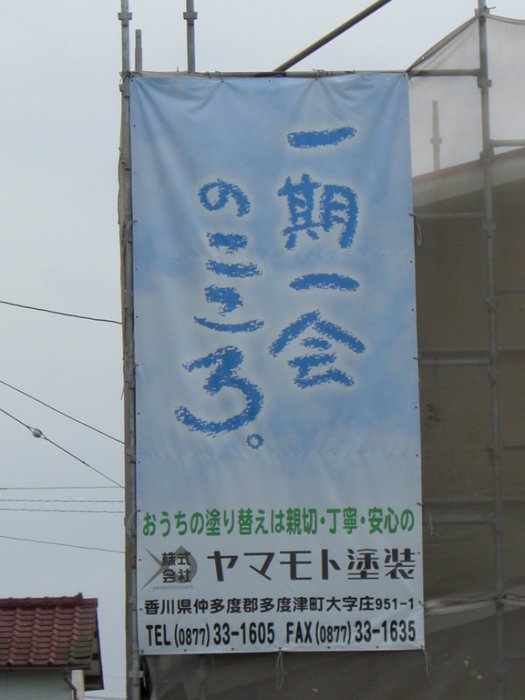 一期一会
のこころ。
おうちの塗り替えは親切・丁寧・安心の
株式会社 ヤマモト塗装
香川県仲多度郡多度津町大字庄951-1
TEL(0877)33-1605 FAX(0877)33-1635